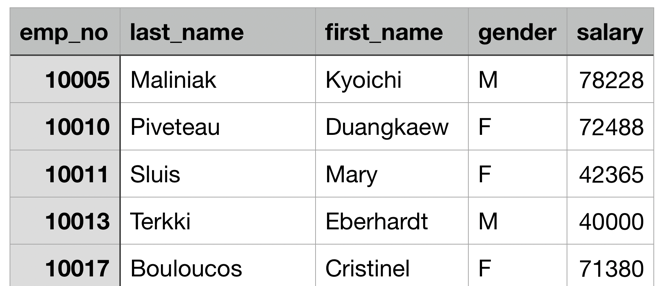 emp_no last_name first_name gender salary
10005 Maliniak Kyoichi M 78228
10010 Piveteau Duangkaew F 72488
10011 Sluis Mary F 42365
10013 Terkki Eberhardt M 40000
10017 Bouloucos Cristinel F 71380